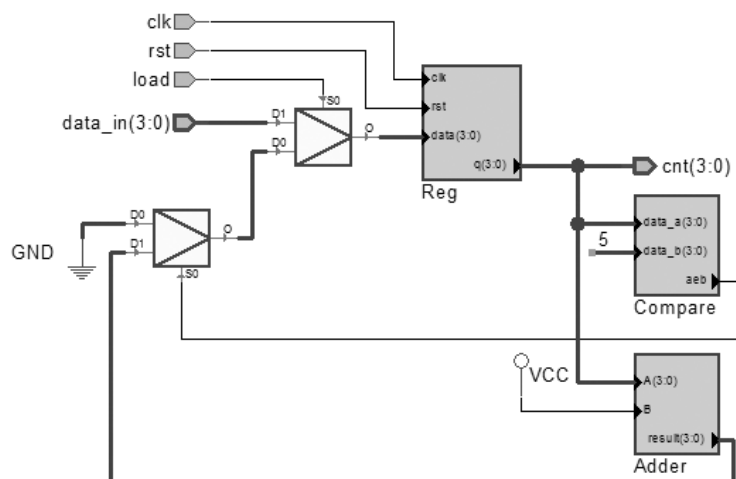 clk
rst
load
S0
clk
rst
data_in(3:0)
D1
D0
O
data(3:0)
q(3:0)
cnt(3:0)
Reg
D0
D1
O
S0
GND
data_a(3:0)
5
data_b(3:0)
aeb
Compare
VCC
A(3:0)
B
result(3:0)
Adder